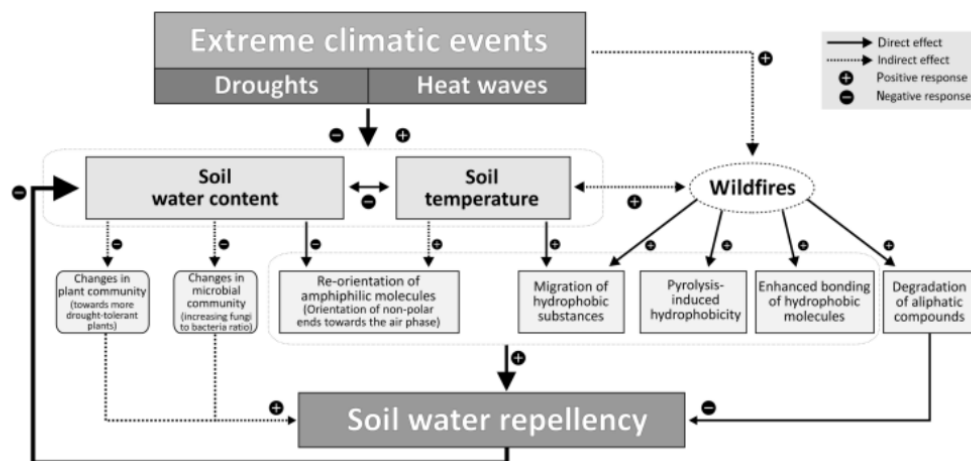 Extreme climatic events
Droughts
Heat waves
Direct effect
Indirect effect
Positive response
Negative response
Soil
water content
Soil
temperature
Wildfires
Changes in
plant community
(towards more
drought-tolerant
plants)
Changes in
microbial
community
(increasing fungi
to bacteria ratio)
Re-orientation of
amphiphilic molecules
(Orientation of non-polar
ends towards the air phase)
Migration of
hydrophobic
substances
Pyrolysis-
induced
hydrophobicity
Enhanced bonding
of hydrophobic
molecules
Degradation
of aliphatic
compounds
Soil water repellency